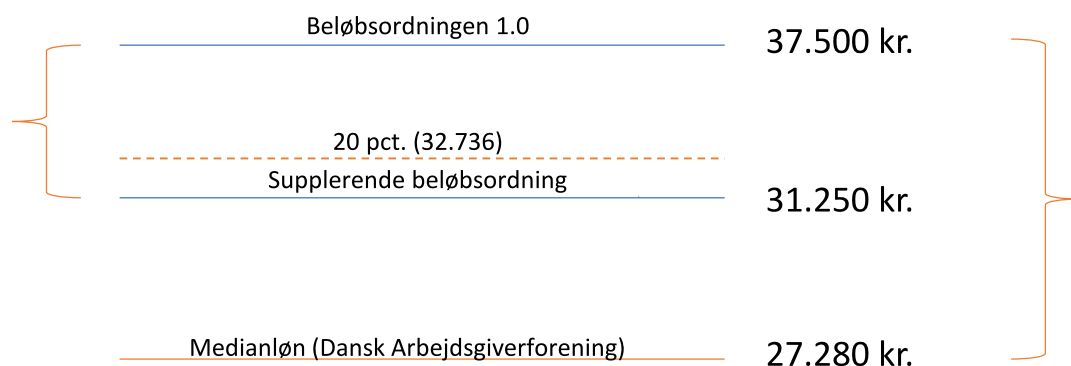 Beløbsordningen 1.0
37.500 kr.
20 pct. (32.736)
Supplerende beløbsordning
31.250 kr.
Medianløn (Dansk Arbejdsgiverforening)
27.280 kr.